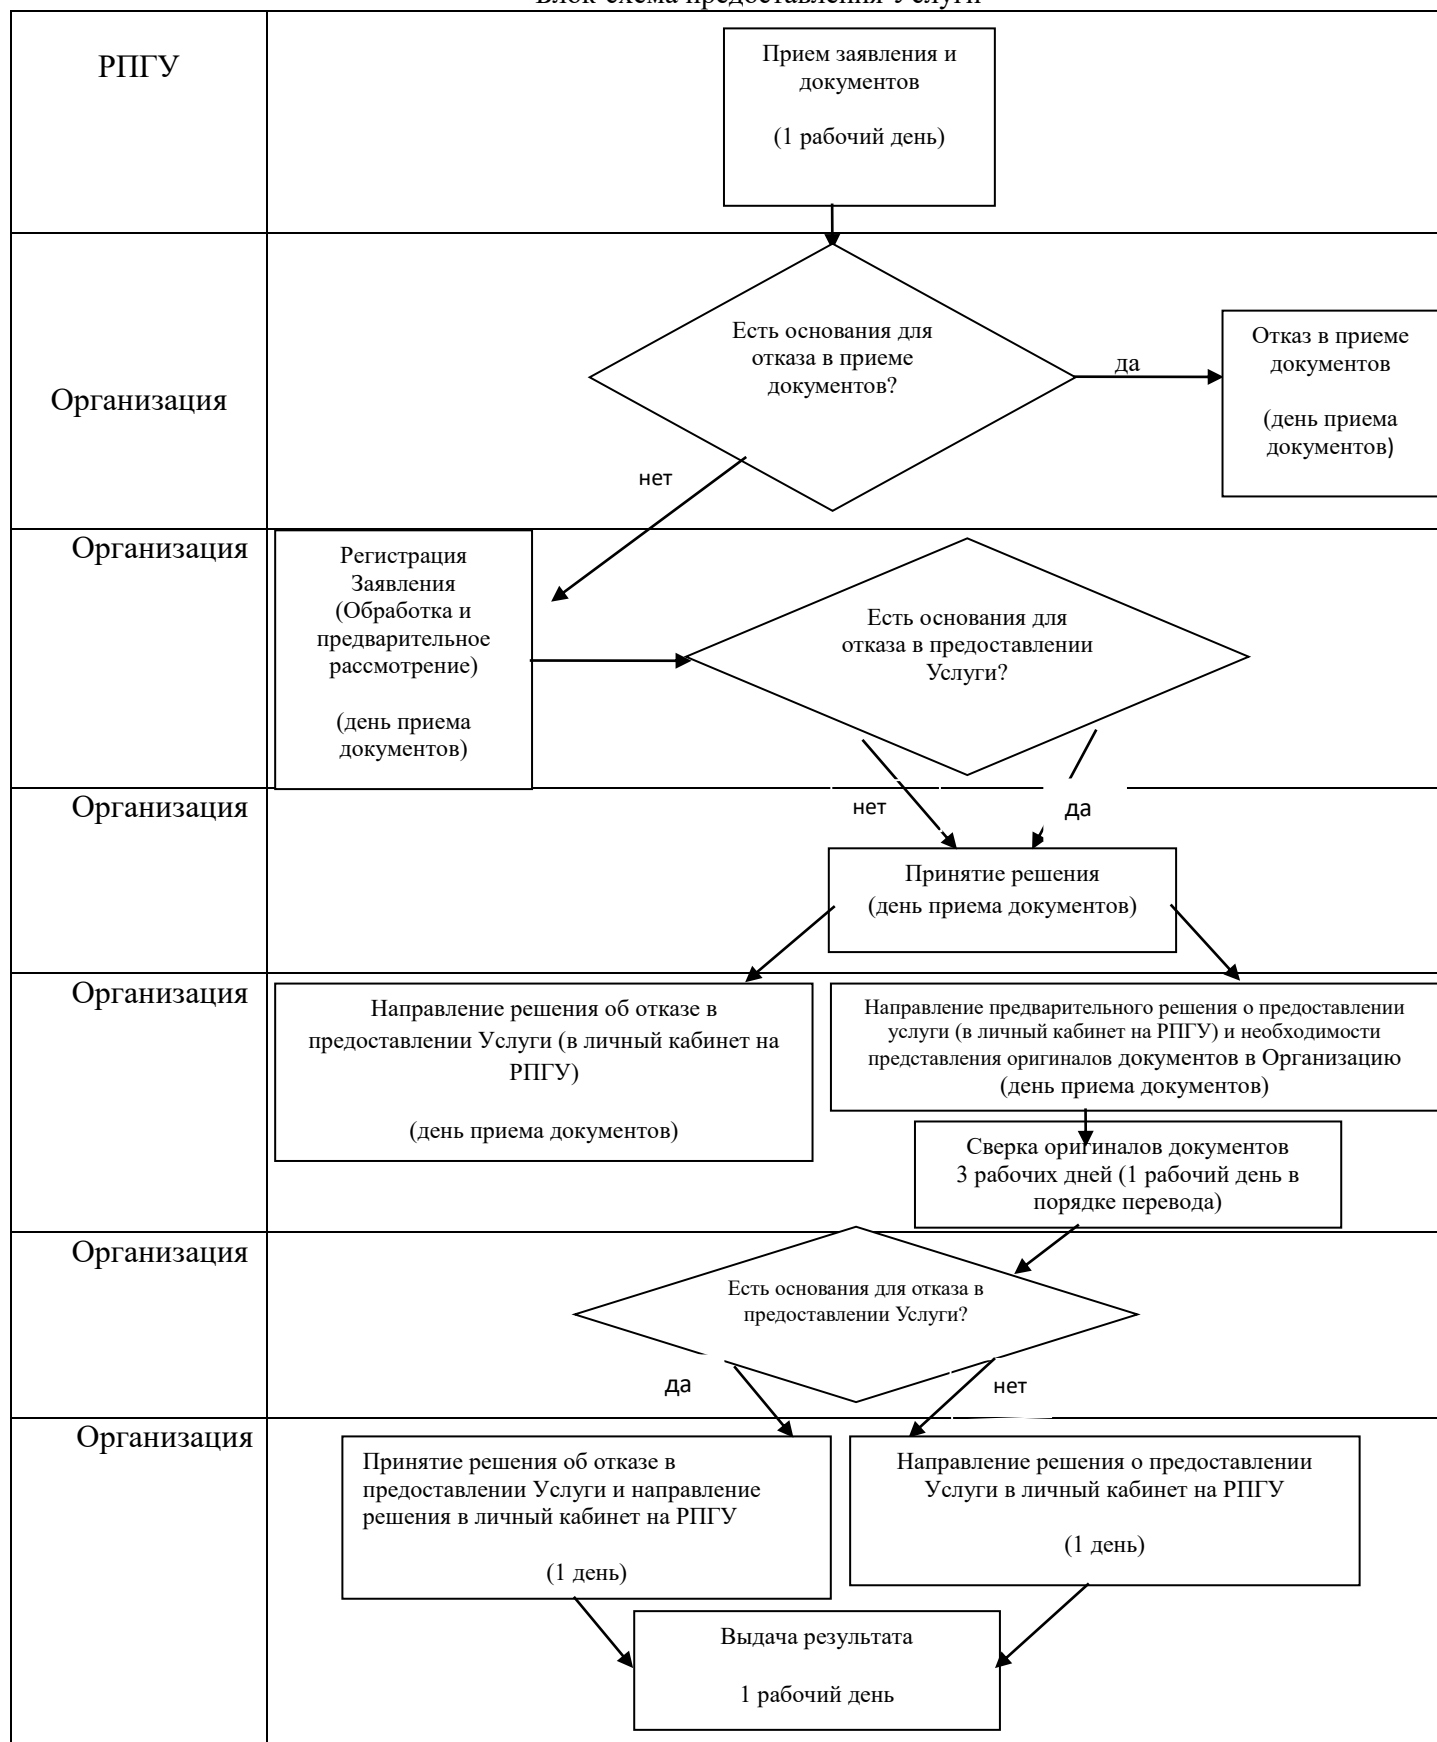 Блок-схема предоставления Услуги
РПГУ
Прием заявления и
документов
(1 рабочий день)
Организация
Есть основания для
отказа в приеме
документов?
да
Отказ в приеме
документов
(день приема
документов)
нет
Организация
Регистрация
Заявления
(Обработка и
предварительное
рассмотрение)
(день приема
документов)
Есть основания для
отказа в предоставлении
Услуги?
Организация
нет
да
Принятие решения
(день приема документов)
Организация
Направление решения об отказе в
предоставлении Услуги (в личный кабинет на
РПГУ)
(день приема документов)
Направление предварительного решения о предоставлении
услуги (в личный кабинет на РПГУ) и необходимости
представления оригиналов документов в Организацию
(день приема документов)
Сверка оригиналов документов
3 рабочих дней (1 рабочий день в
порядке перевода)
Организация
Есть основания для отказа в
предоставлении Услуги?
да
нет
Организация
Принятие решения об отказе в
предоставлении Услуги и направление
решения в личный кабинет на РПГУ
(1 день)
Направление решения о предоставлении
Услуги в личный кабинет на РПГУ
(1 день)
Выдача результата
1 рабочий день